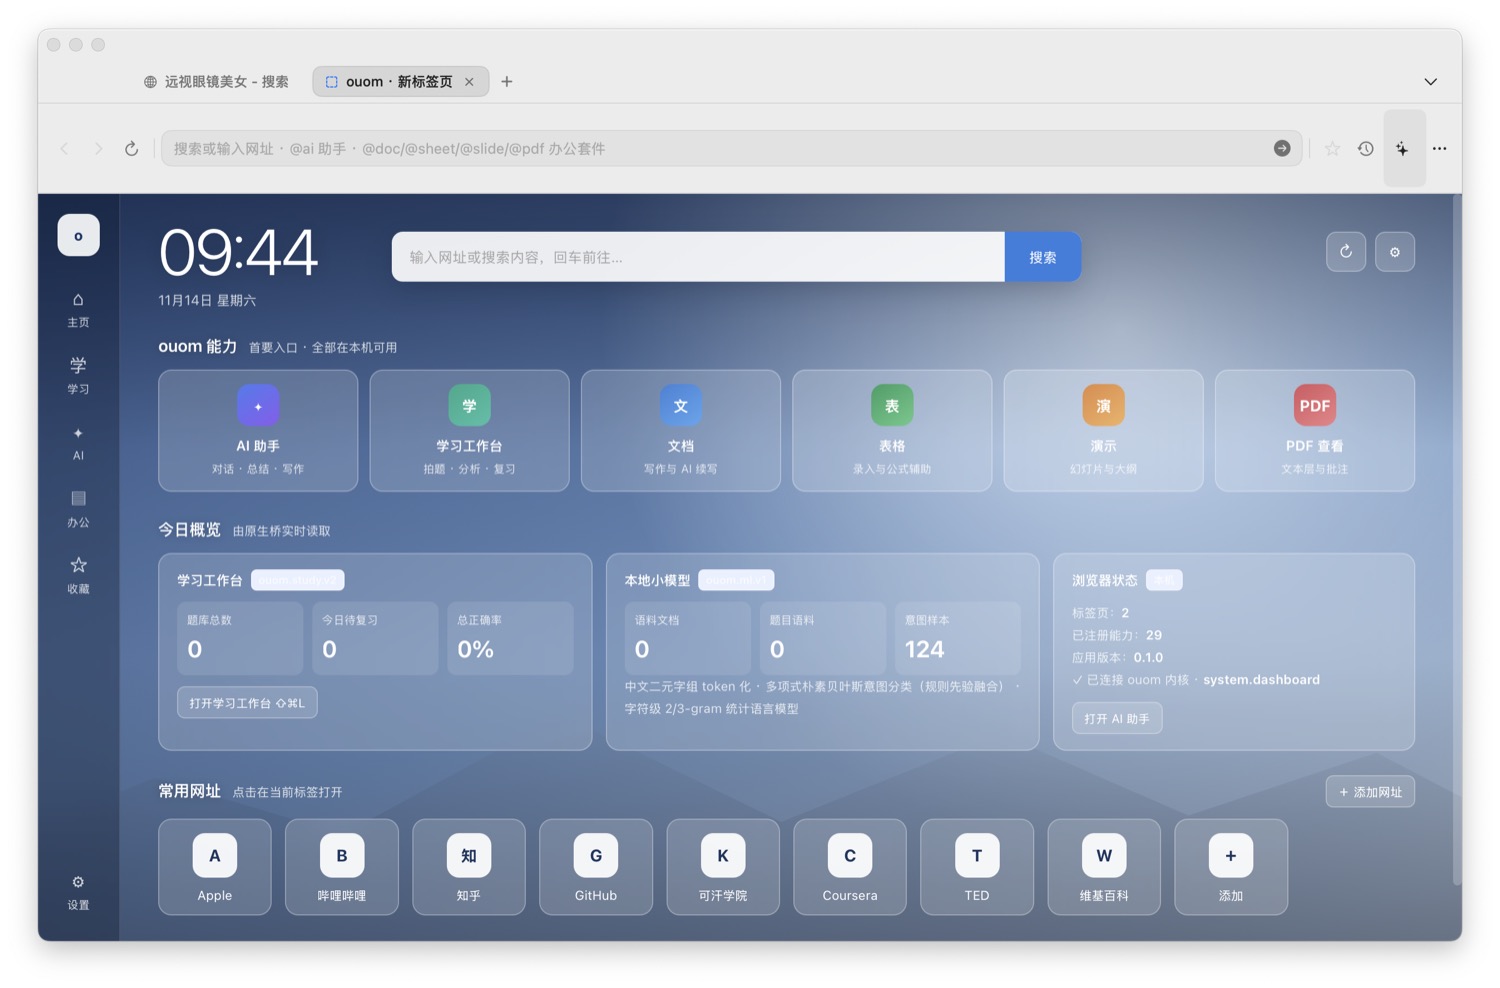 远视眼镜美女 - 搜索
ouom · 新标签页
搜索或输入网址 · @ai 助手 · @doc/@sheet/@slide/@pdf 办公套件
o
主页
学
学习
AI
办公
收藏
设置
09:44
11月14日 星期六
输入网址或搜索内容，回车前往...
搜索
ouom 能力 首要入口 · 全部在本机可用
AI 助手
对话 · 总结 · 写作
学
学习工作台
拍题 · 分析 · 复习
文
文档
写作与 AI 续写
表
表格
录入与公式辅助
演
演示
幻灯片与大纲
PDF
PDF 查看
文本层与批注
今日概览 由原生桥实时读取
学习工作台 ouom.study.v2
题库总数
0
今日待复习
0
总正确率
0%
打开学习工作台 ⇧⌘L
本地小模型 ouom.ml.v1
语料文档
0
题目语料
0
意图样本
124
中文二元字组 token 化 · 多项式朴素贝叶斯意图分类（规则先验融合） ·
字符级 2/3-gram 统计语言模型
浏览器状态
标签页：2
已注册能力：29
应用版本：0.1.0
✓ 已连接 ouom 内核 · system.dashboard
打开 AI 助手
常用网址 点击在当前标签打开
+ 添加网址
A
Apple
B
哔哩哔哩
知
知乎
G
GitHub
K
可汗学院
C
Coursera
T
TED
W
维基百科
+
添加